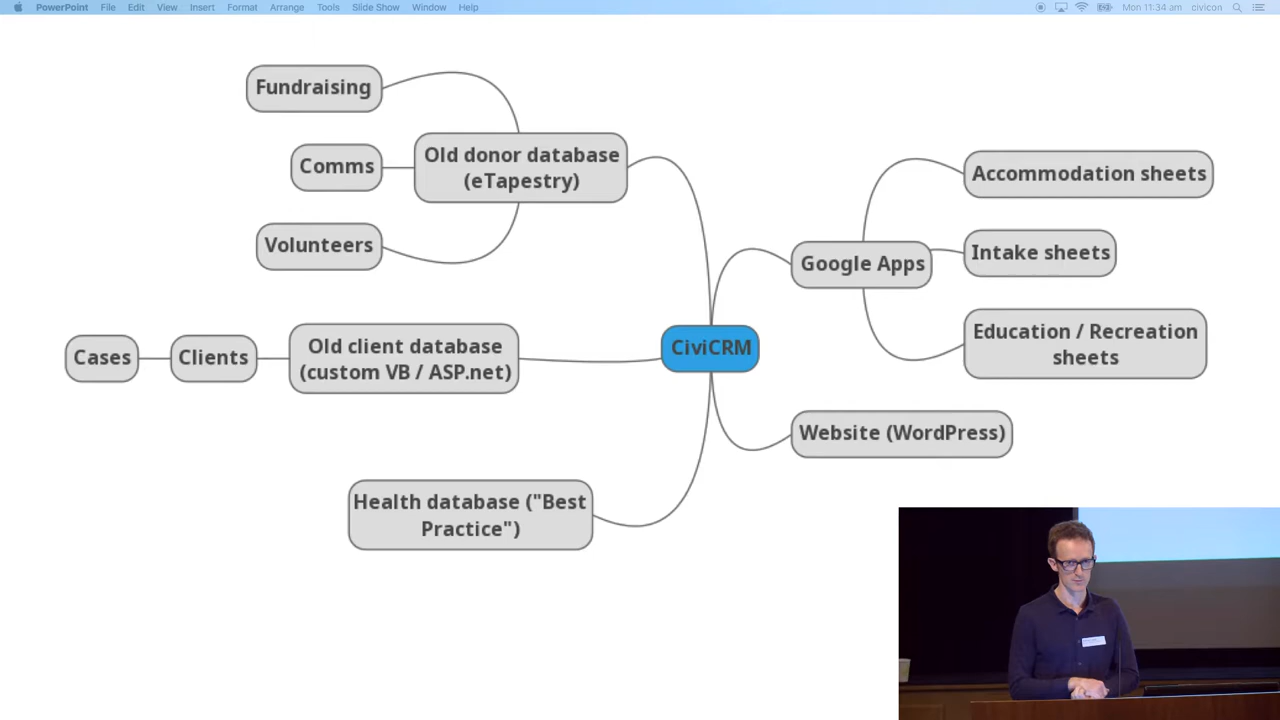 PowerPoint File Edit View Insert Format Arrange Tools Slide Show Window Help
Mon 11:34 am civicon
Fundraising
Comms
Volunteers
Old donor database
(eTapestry)
Cases
Clients
Old client database
(custom VB / ASP.net)
Health database ("Best
Practice")
CiviCRM
Google Apps
Accommodation sheets
Intake sheets
Education / Recreation
sheets
Website (WordPress)